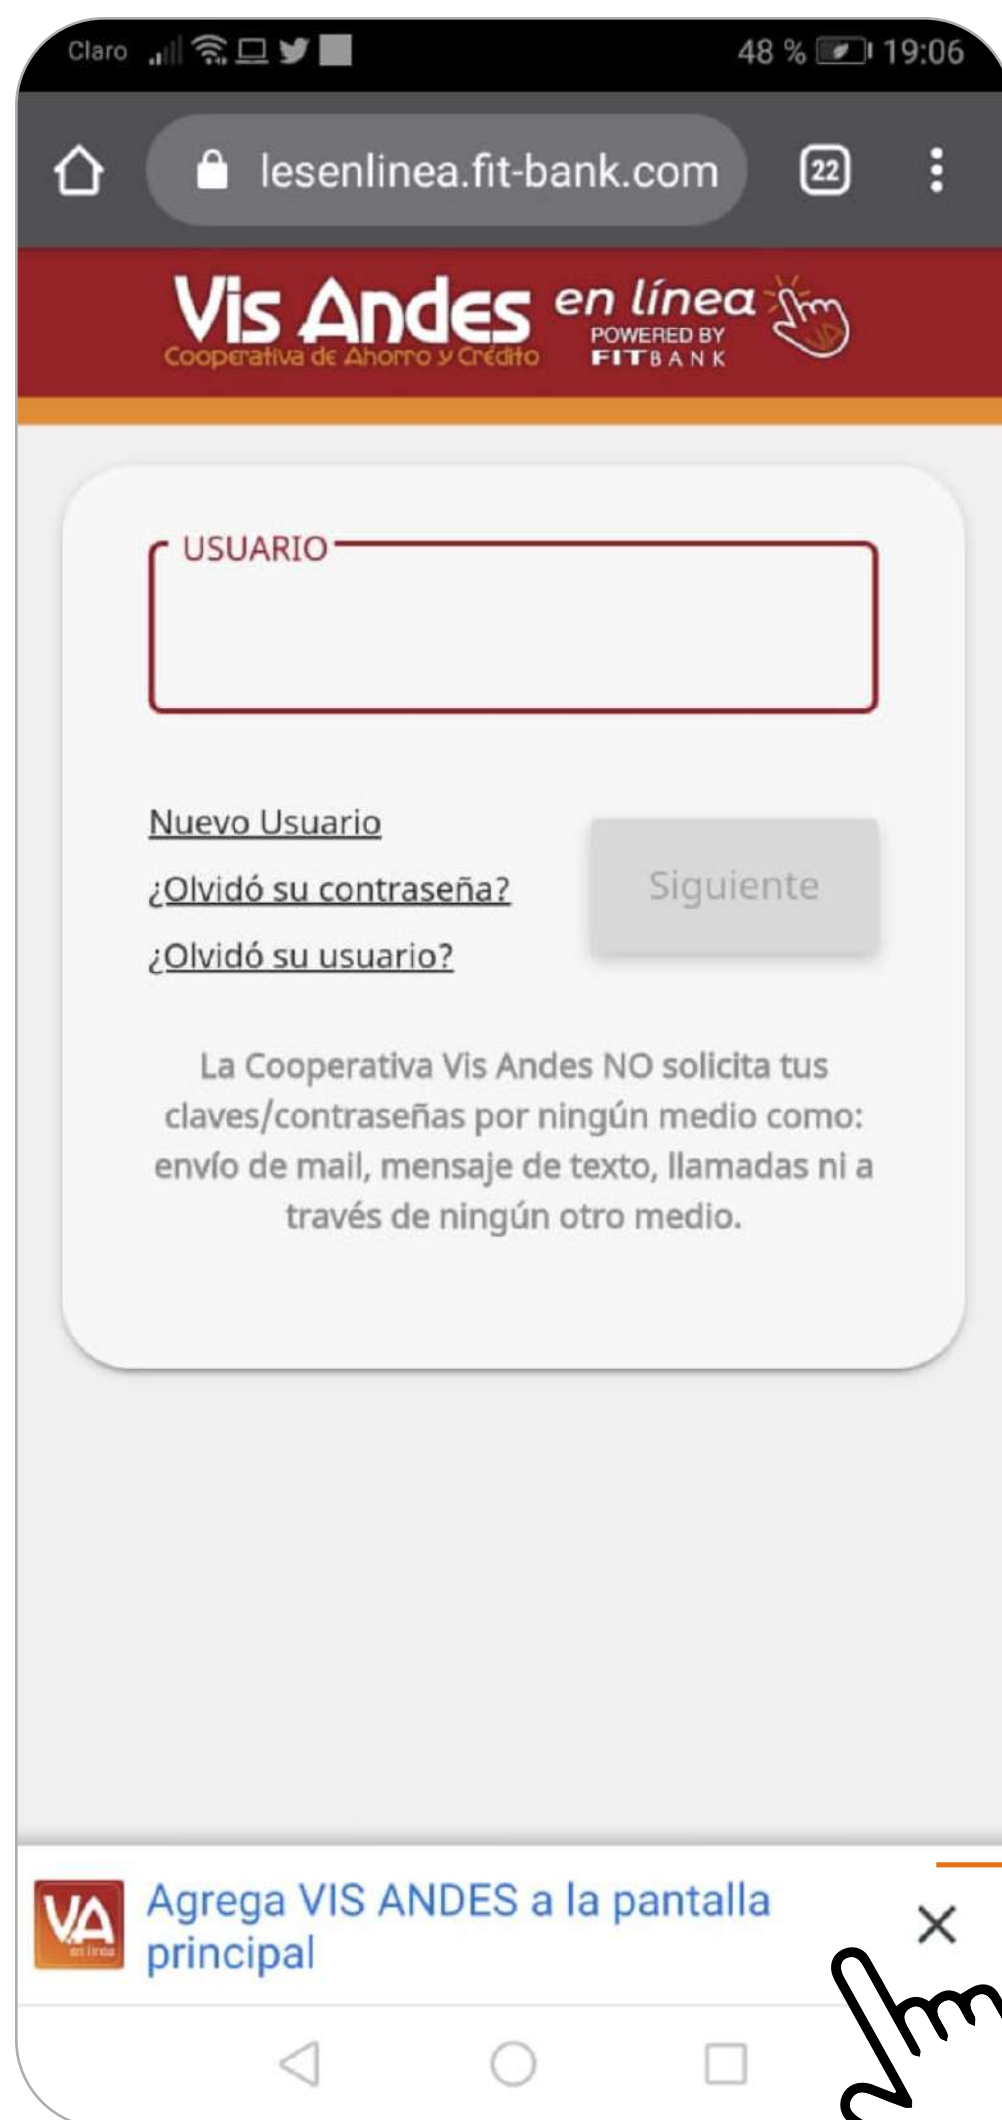 Claro 48 % 19:06
lesenlinea.fit-bank.com 22
Vis Andes en línea
Cooperativa de Ahorro y Crédito POWERED BY
FITBANK
USUARIO
Nuevo Usuario
¿Olvidó su contraseña?
Siguiente
¿Olvidó su usuario?
La Cooperativa Vis Andes NO solicita tus
claves/contraseñas por ningún medio como:
envío de mail, mensaje de texto, llamadas ni a
través de ningún otro medio.
VA
en línea
Agrega VIS ANDES a la pantalla
principal